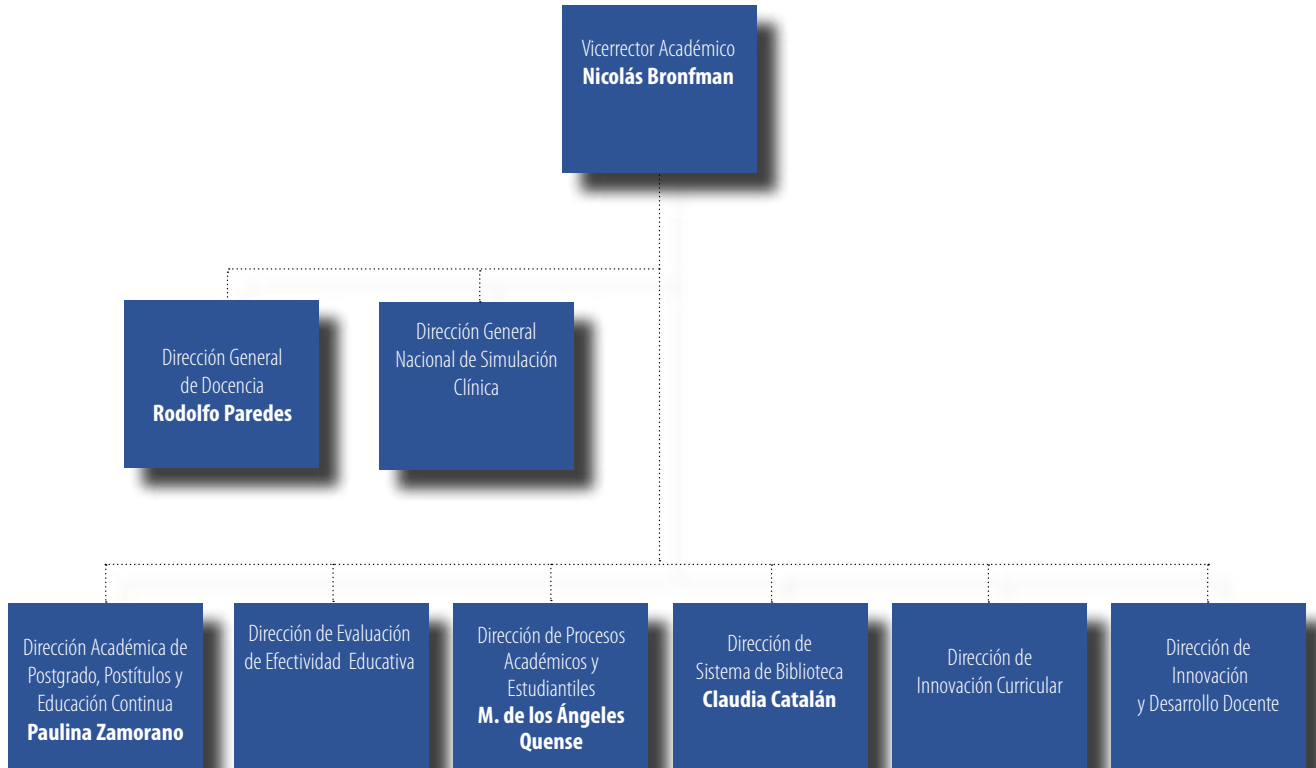 Vicerrector Académico
Nicolás Bronfman
Dirección General
de Docencia
Rodolfo Paredes
Dirección General
Nacional de Simulación
Clínica
Dirección Académica de
Postgrado, Postítulos y
Educación Continua
Paulina Zamorano
Dirección de Evaluación
de Efectividad Educativa
Dirección de Procesos
Académicos y
Estudiantiles
M. de los Ángeles
Quense
Dirección de
Sistema de Biblioteca
Claudia Catalán
Dirección de
Innovación Curricular
Dirección de
Innovación
y Desarrollo Docente